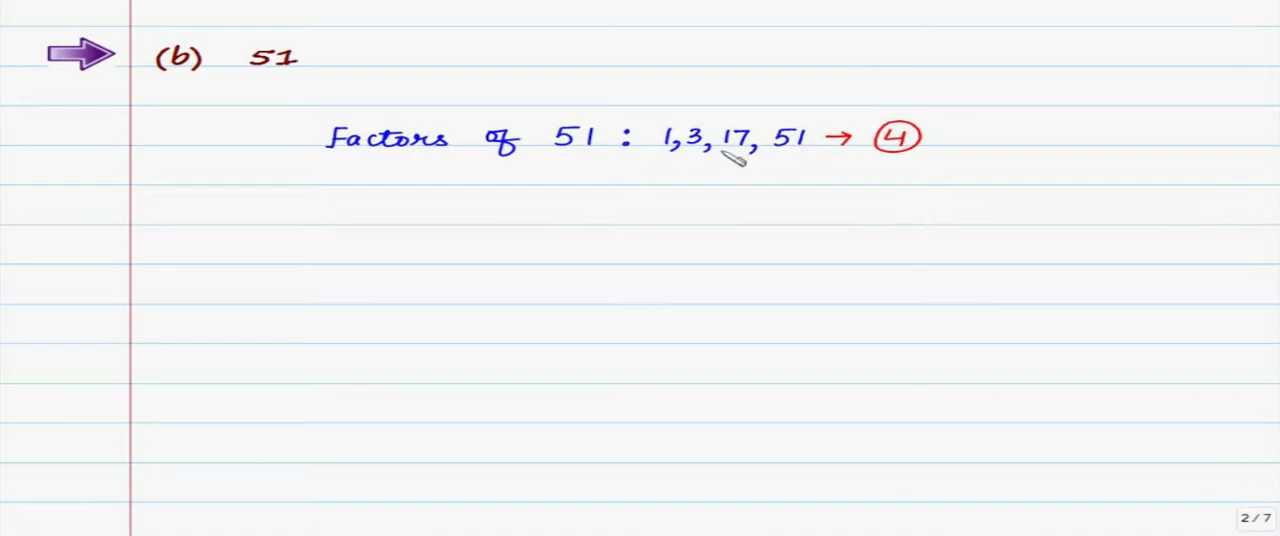 (b) 51
Factors of 51 : 1, 3, 17, 51 → 4
2/7